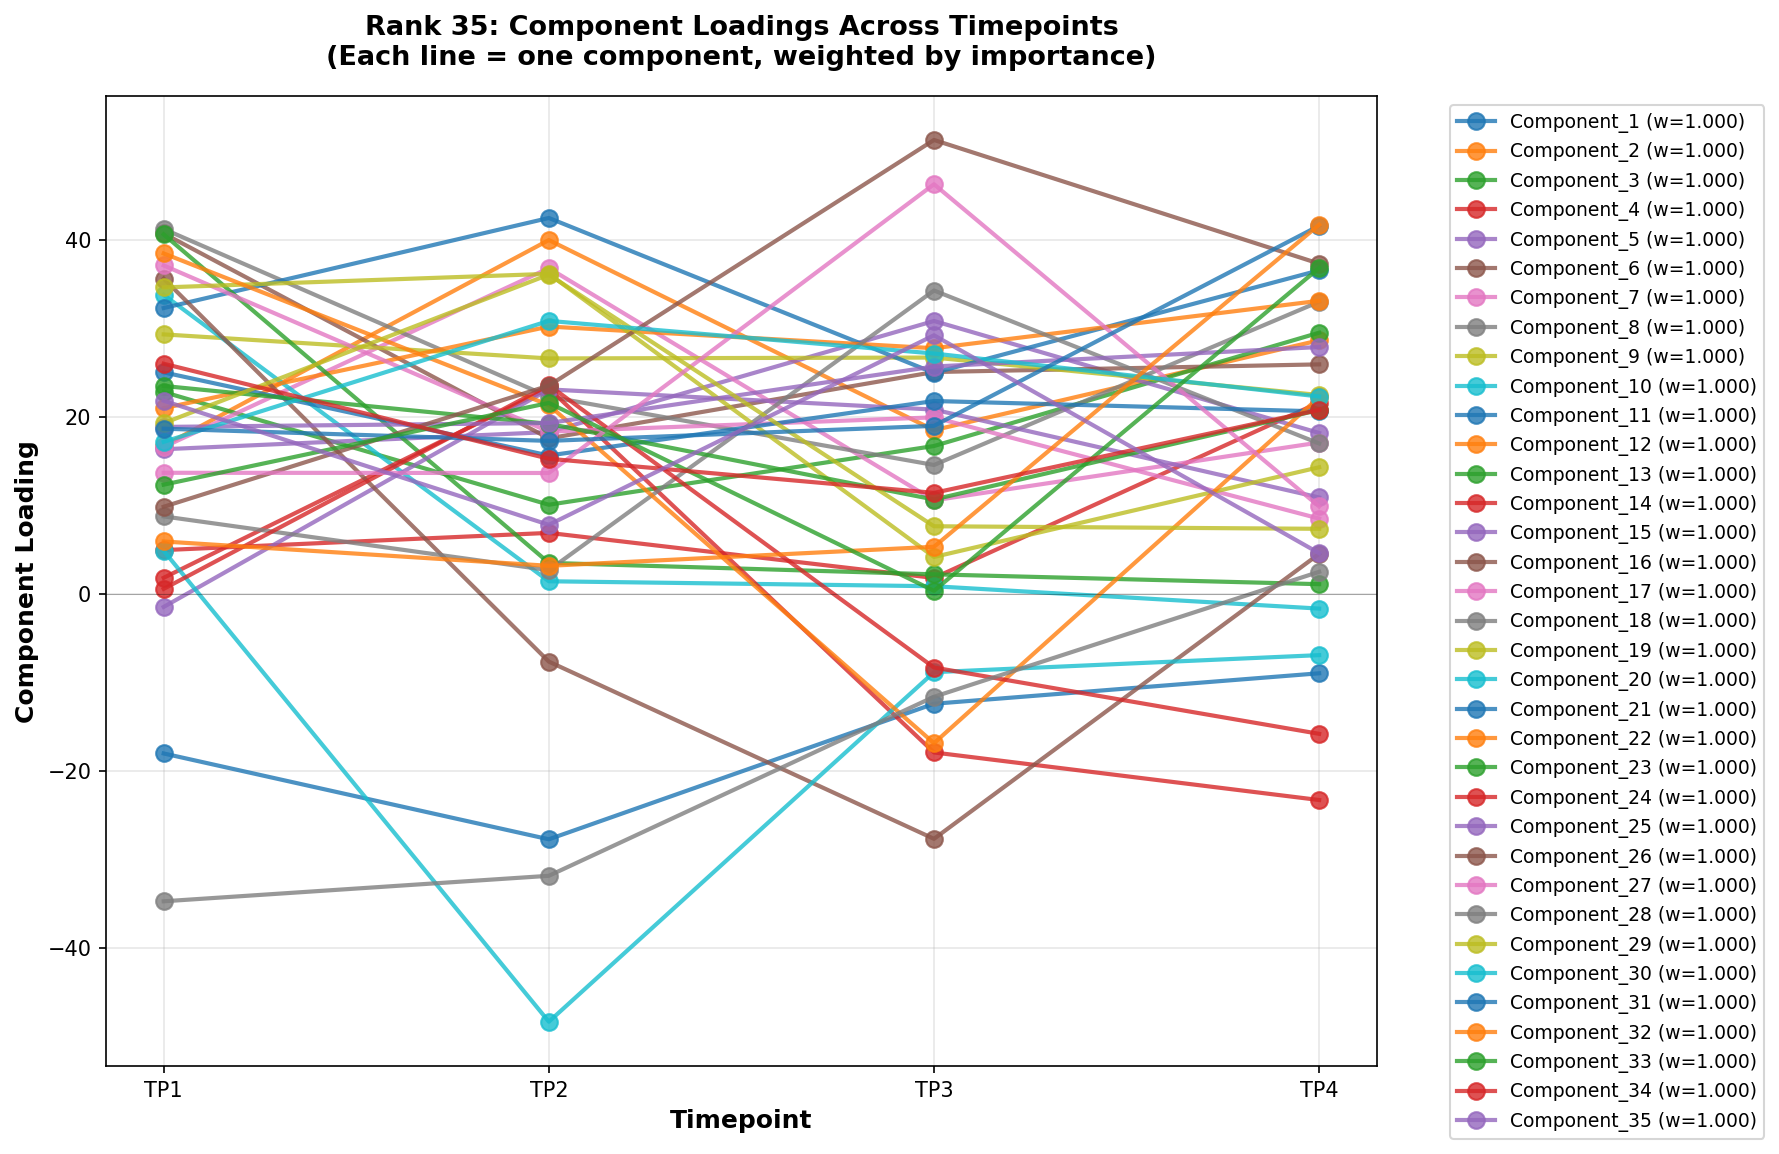 Rank 35: Component Loadings Across Timepoints
(Each line = one component, weighted by importance)
Component Loading
40
20
0
−20
−40
TP1
TP2
TP3
TP4
Timepoint
Component_1 (w=1.000)
Component_2 (w=1.000)
Component_3 (w=1.000)
Component_4 (w=1.000)
Component_5 (w=1.000)
Component_6 (w=1.000)
Component_7 (w=1.000)
Component_8 (w=1.000)
Component_9 (w=1.000)
Component_10 (w=1.000)
Component_11 (w=1.000)
Component_12 (w=1.000)
Component_13 (w=1.000)
Component_14 (w=1.000)
Component_15 (w=1.000)
Component_16 (w=1.000)
Component_17 (w=1.000)
Component_18 (w=1.000)
Component_19 (w=1.000)
Component_20 (w=1.000)
Component_21 (w=1.000)
Component_22 (w=1.000)
Component_23 (w=1.000)
Component_24 (w=1.000)
Component_25 (w=1.000)
Component_26 (w=1.000)
Component_27 (w=1.000)
Component_28 (w=1.000)
Component_29 (w=1.000)
Component_30 (w=1.000)
Component_31 (w=1.000)
Component_32 (w=1.000)
Component_33 (w=1.000)
Component_34 (w=1.000)
Component_35 (w=1.000)